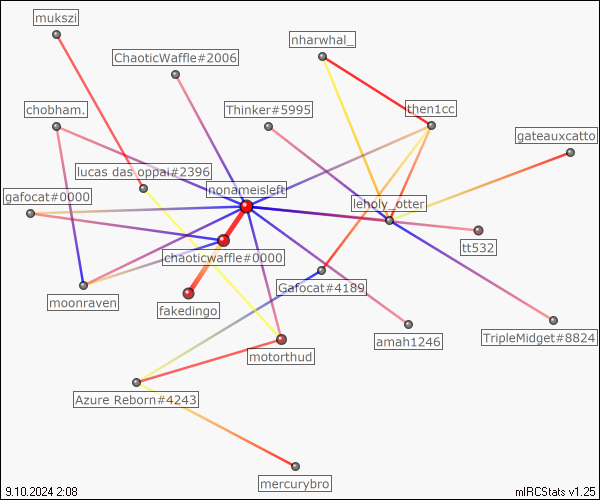 mukszi
nharwhal_
ChaoticWaffle#2006
chobham.
Thinker#5995
then1cc
gateauxcatto
lucas das oppai#2396
nonameisleft
gafocat#0000
leholy_otter
tt532
chaoticwaffle#0000
Gafocat#4189
moonraven
fakedingo
amah1246
TripleMidget#8824
motorthud
Azure Reborn#4243
mercurybro
9.10.2024 2:08
mIRCStats v1.25